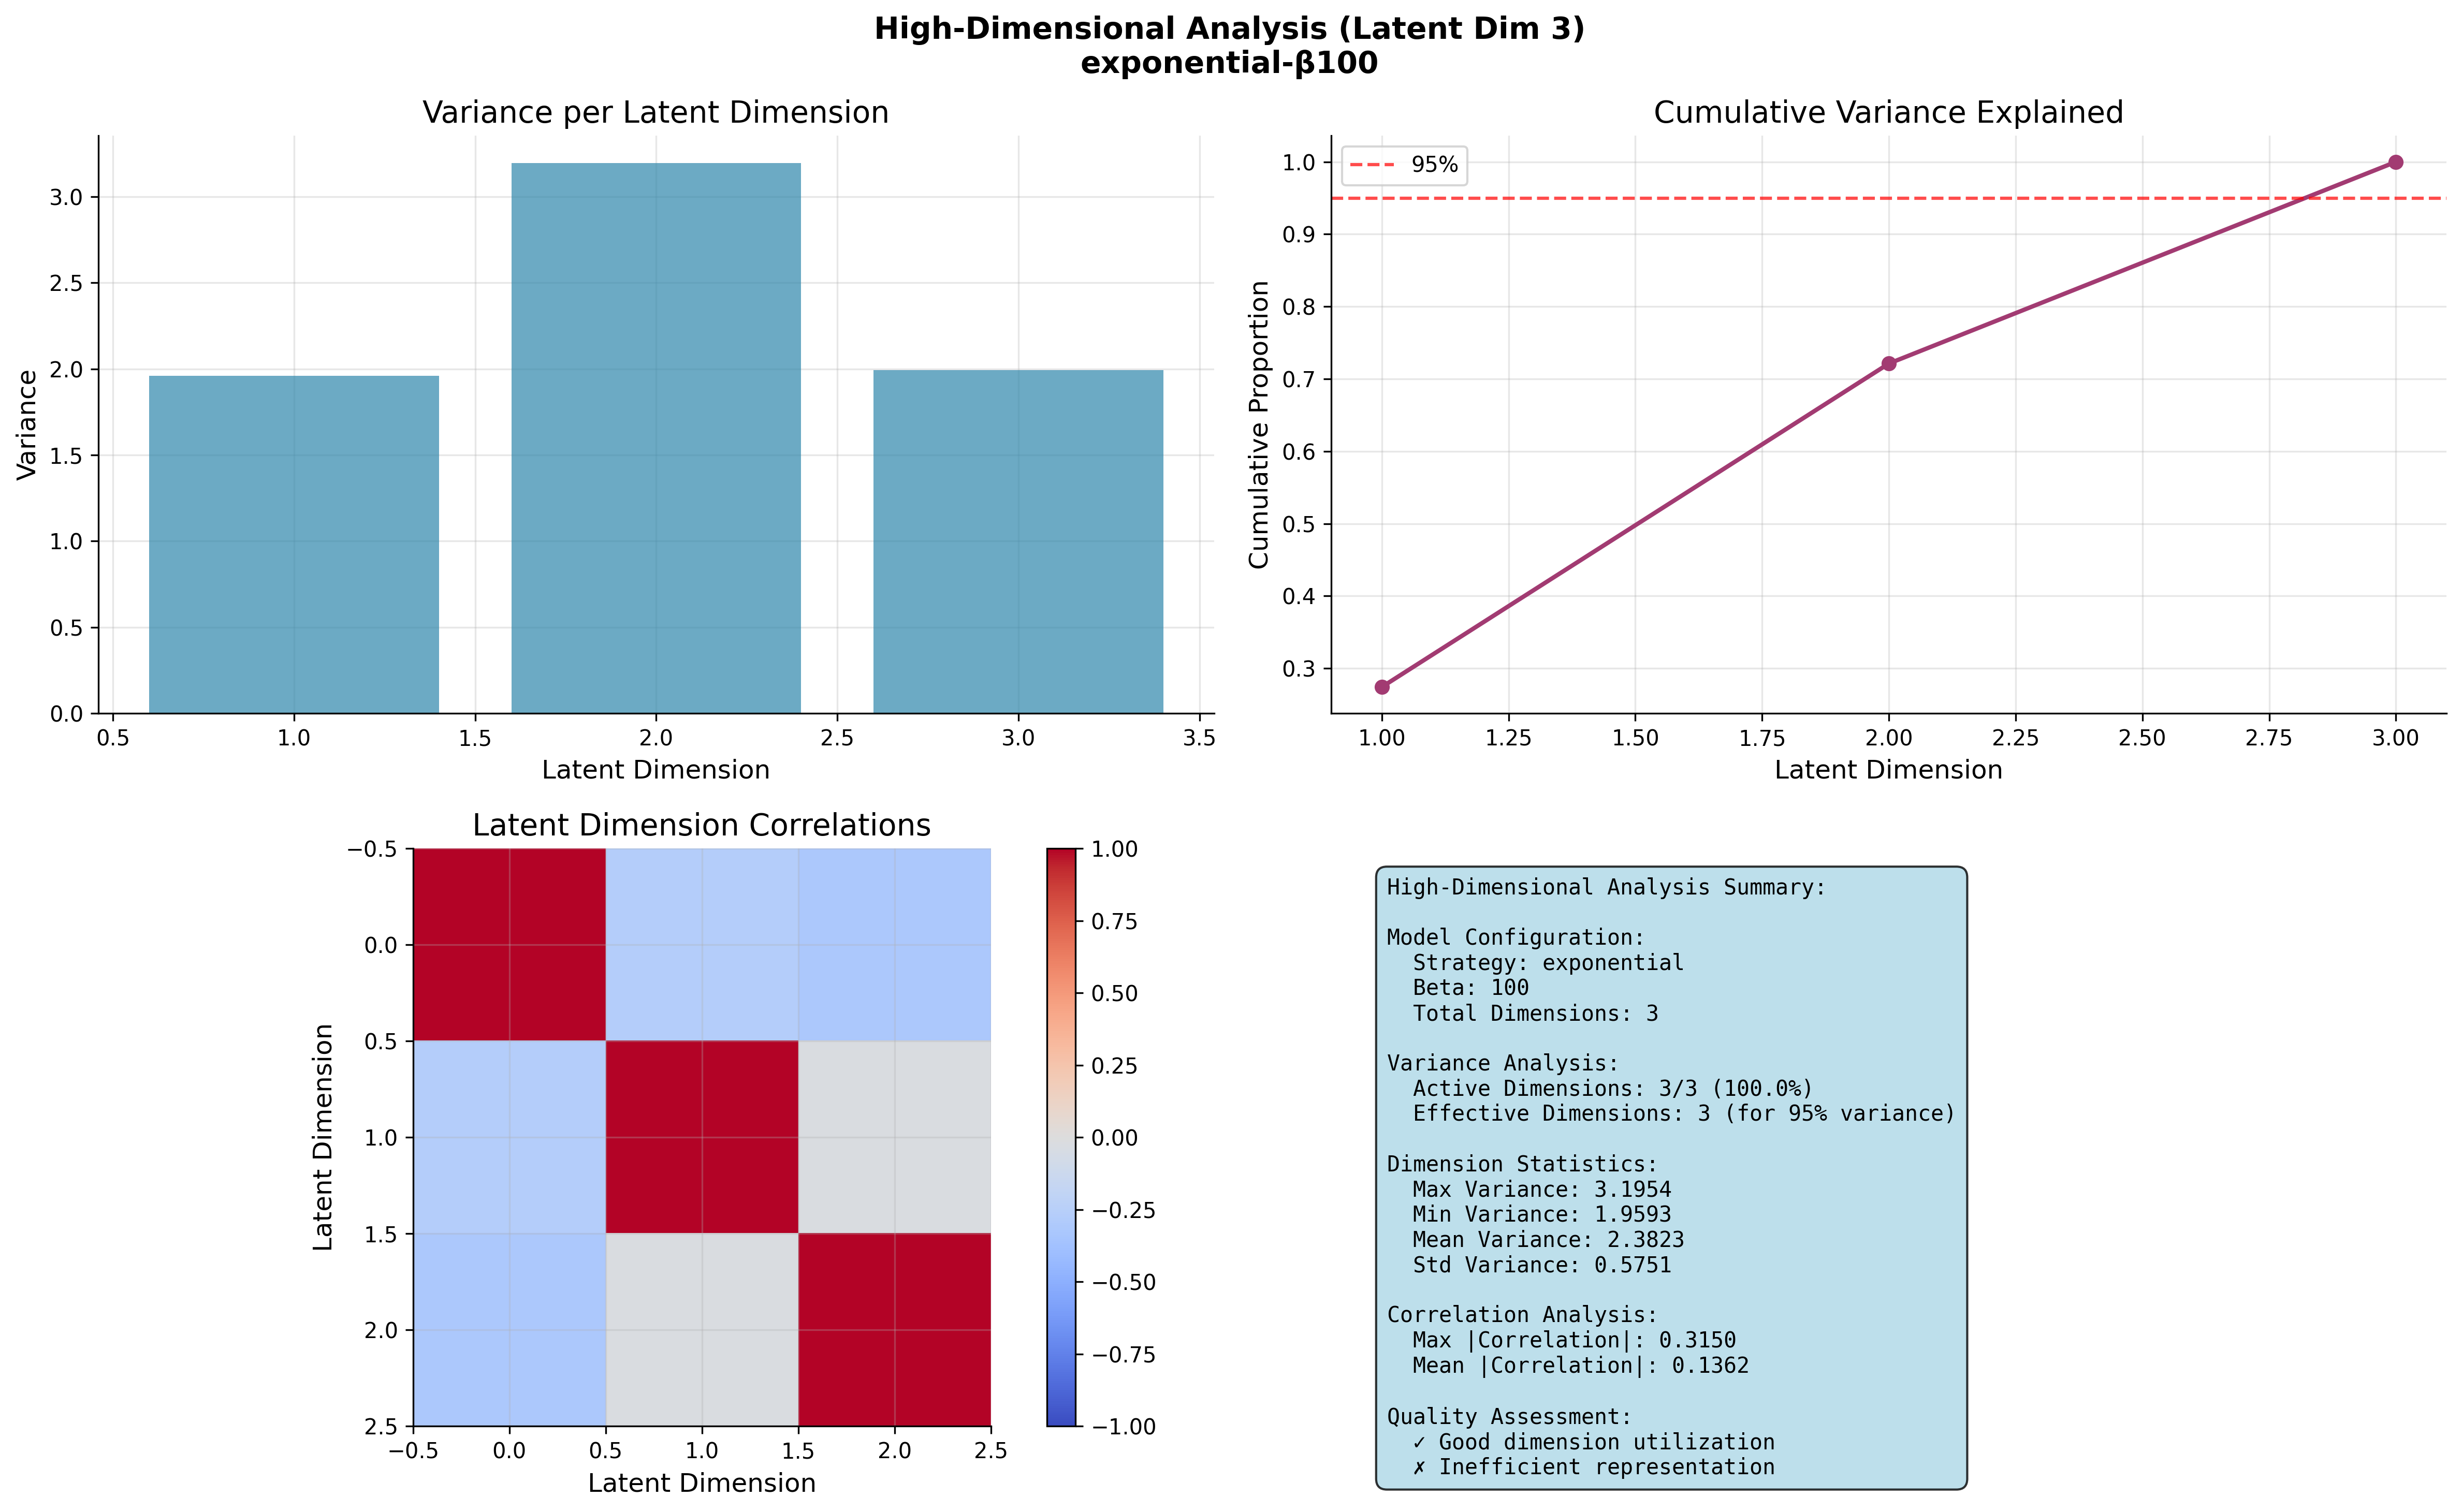 High-Dimensional Analysis (Latent Dim 3)
exponential-β100
Variance per Latent Dimension
Variance
3.0
2.5
2.0
1.5
1.0
0.5
0.0
0.5 1.0 1.5 2.0 2.5 3.0 3.5
Latent Dimension
Cumulative Variance Explained
95%
Cumulative Proportion
1.0
0.9
0.8
0.7
0.6
0.5
0.4
0.3
1.00 1.25 1.50 1.75 2.00 2.25 2.50 2.75 3.00
Latent Dimension
Latent Dimension Correlations
Latent Dimension
−0.5
0.0
0.5
1.0
1.5
2.0
2.5
−0.5 0.0 0.5 1.0 1.5 2.0 2.5
Latent Dimension
1.00
0.75
0.50
0.25
0.00
−0.25
−0.50
−0.75
−1.00
High-Dimensional Analysis Summary:
Model Configuration:
Strategy: exponential
Beta: 100
Total Dimensions: 3
Variance Analysis:
Active Dimensions: 3/3 (100.0%)
Effective Dimensions: 3 (for 95% variance)
Dimension Statistics:
Max Variance: 3.1954
Min Variance: 1.9593
Mean Variance: 2.3823
Std Variance: 0.5751
Correlation Analysis:
Max |Correlation|: 0.3150
Mean |Correlation|: 0.1362
Quality Assessment:
✓ Good dimension utilization
✗ Inefficient representation